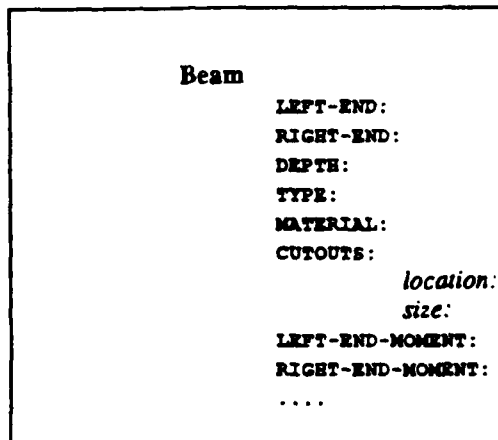 Beam
LEFT-END:
RIGHT-END:
DEPTH:
TYPE:
MATERIAL:
CUTOUTS:
location:
size:
LEFT-END-MOMENT:
RIGHT-END-MOMENT:
....